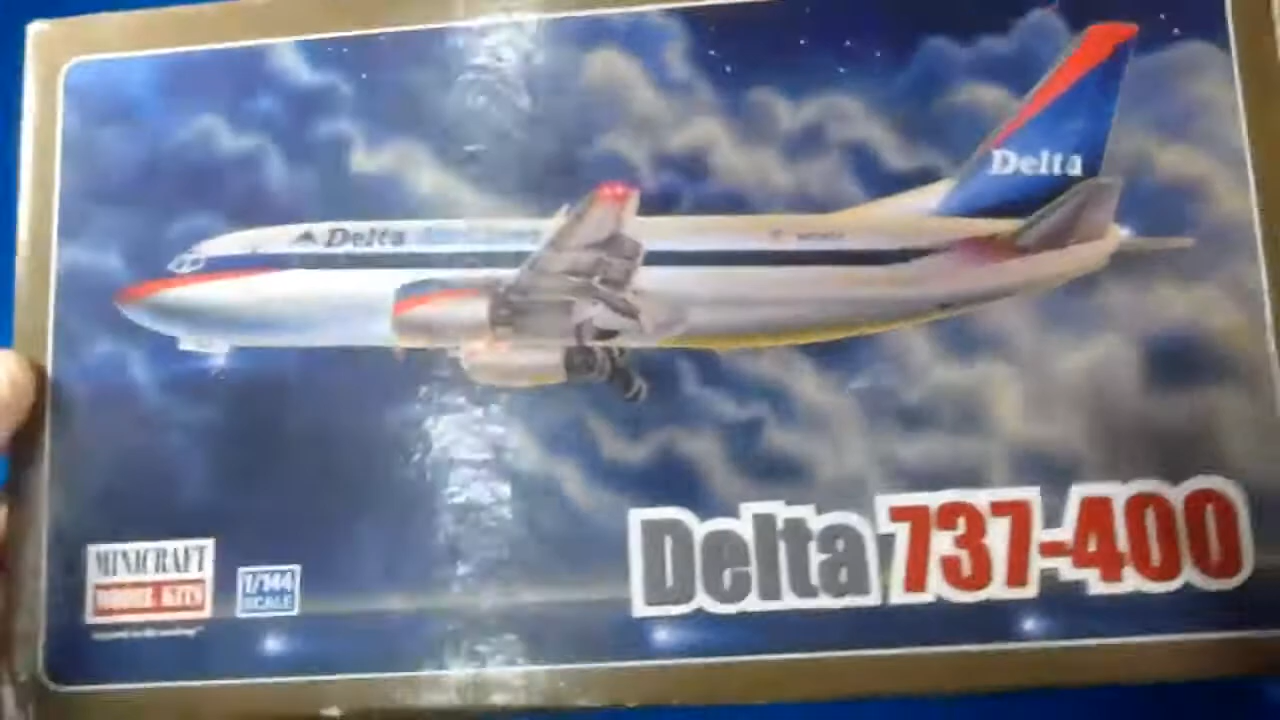 Delta
Delta
MINICRAFT
MODEL KITS
1/144
SCALE
Delta 737-400